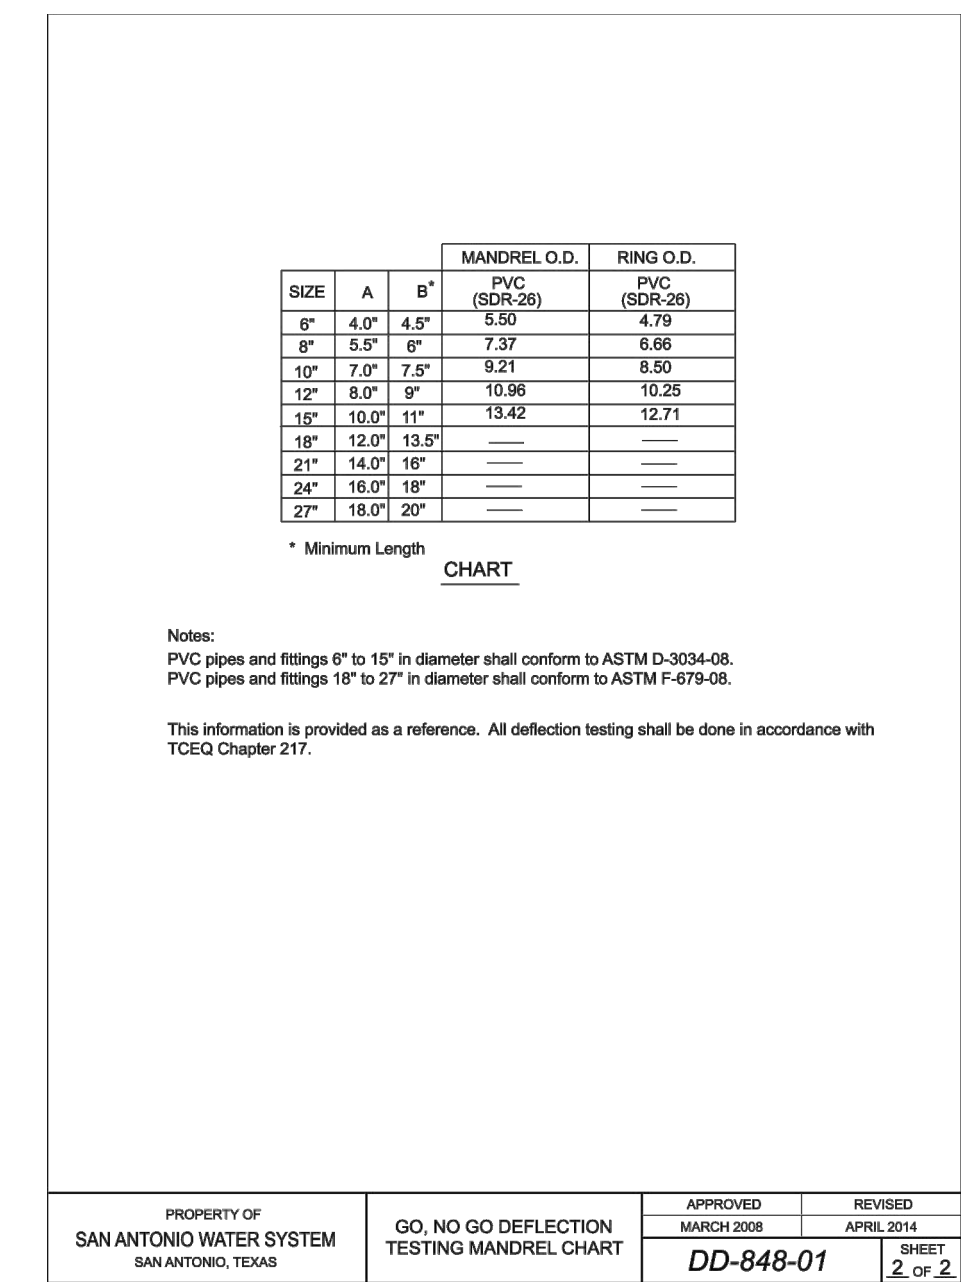 MANDREL O.D. RING O.D.
SIZE A B* PVC (SDR-26) PVC (SDR-26)
6" 4.0" 4.5" 5.50 4.79
8" 5.5" 6" 7.37 6.66
10" 7.0" 7.5" 9.21 8.50
12" 8.0" 9" 10.96 10.25
15" 10.0" 11" 13.42 12.71
18" 12.0" 13.5" — —
21" 14.0" 16" — —
24" 16.0" 18" — —
27" 18.0" 20" — —
* Minimum Length
CHART
Notes:
PVC pipes and fittings 6" to 15" in diameter shall conform to ASTM D-3034-08.
PVC pipes and fittings 18" to 27" in diameter shall conform to ASTM F-679-08.
This information is provided as a reference. All deflection testing shall be done in accordance with
TCEQ Chapter 217.
PROPERTY OF
SAN ANTONIO WATER SYSTEM
SAN ANTONIO, TEXAS
GO, NO GO DEFLECTION
TESTING MANDREL CHART
APPROVED REVISED
MARCH 2008 APRIL 2014
DD-848-01
SHEET
2 OF 2